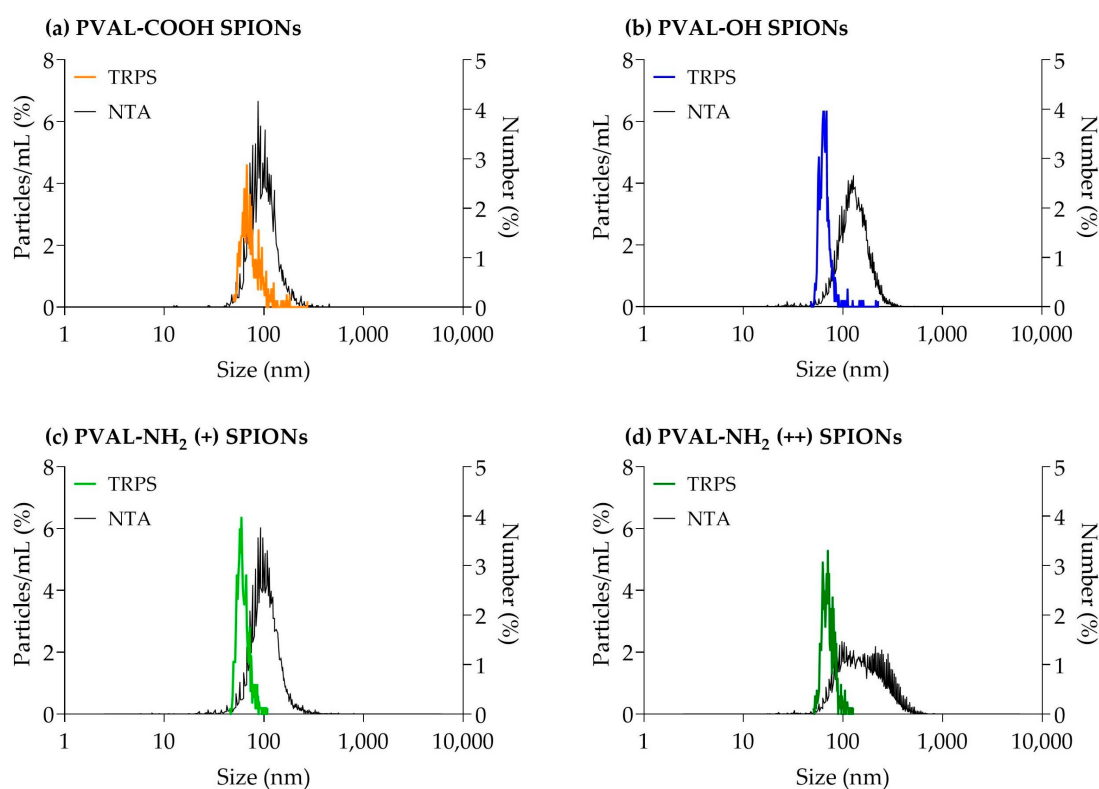 (a) PVAL-COOH SPIONs
8
6
4
2
0
Particles/mL (%)
TRPS
NTA
5
4
3
2
1
0
Number (%)
1
10
100
1,000
10,000
Size (nm)
(b) PVAL-OH SPIONs
8
6
4
2
0
Particles/mL
TRPS
NTA
5
4
3
2
1
0
Number (%)
1
10
100
1,000
10,000
Size (nm)
(c) PVAL-NH₂ (+) SPIONs
8
6
4
2
0
Particles/mL (%)
TRPS
NTA
5
4
3
2
1
0
Number (%)
1
10
100
1,000
10,000
Size (nm)
(d) PVAL-NH₂ (++) SPIONs
8
6
4
2
0
Particles/mL (%)
TRPS
NTA
5
4
3
2
1
0
Number (%)
1
10
100
1,000
10,000
Size (nm)